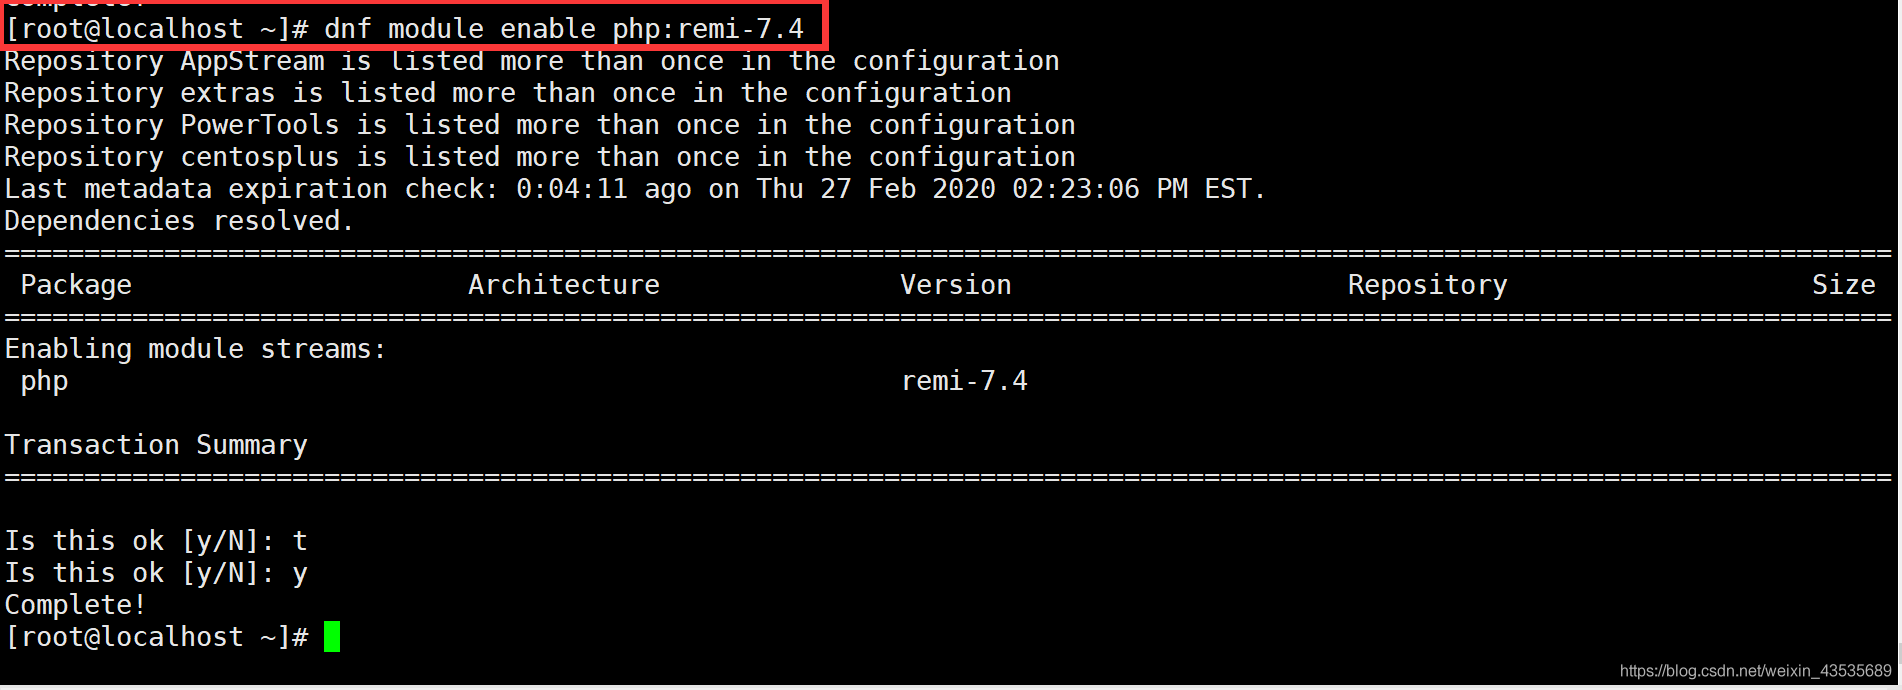 Complete!
[root@localhost ~]# dnf module enable php:remi-7.4
Repository AppStream is listed more than once in the configuration
Repository extras is listed more than once in the configuration
Repository PowerTools is listed more than once in the configuration
Repository centosplus is listed more than once in the configuration
Last metadata expiration check: 0:04:11 ago on Thu 27 Feb 2020 02:23:06 PM EST.
Dependencies resolved.
======================================================================================================================
Package Architecture Version Repository Size
======================================================================================================================
Enabling module streams:
php remi-7.4
Transaction Summary
======================================================================================================================
Is this ok [y/N]: t
Is this ok [y/N]: y
Complete!
[root@localhost ~]#
https://blog.csdn.net/weixin_43535689